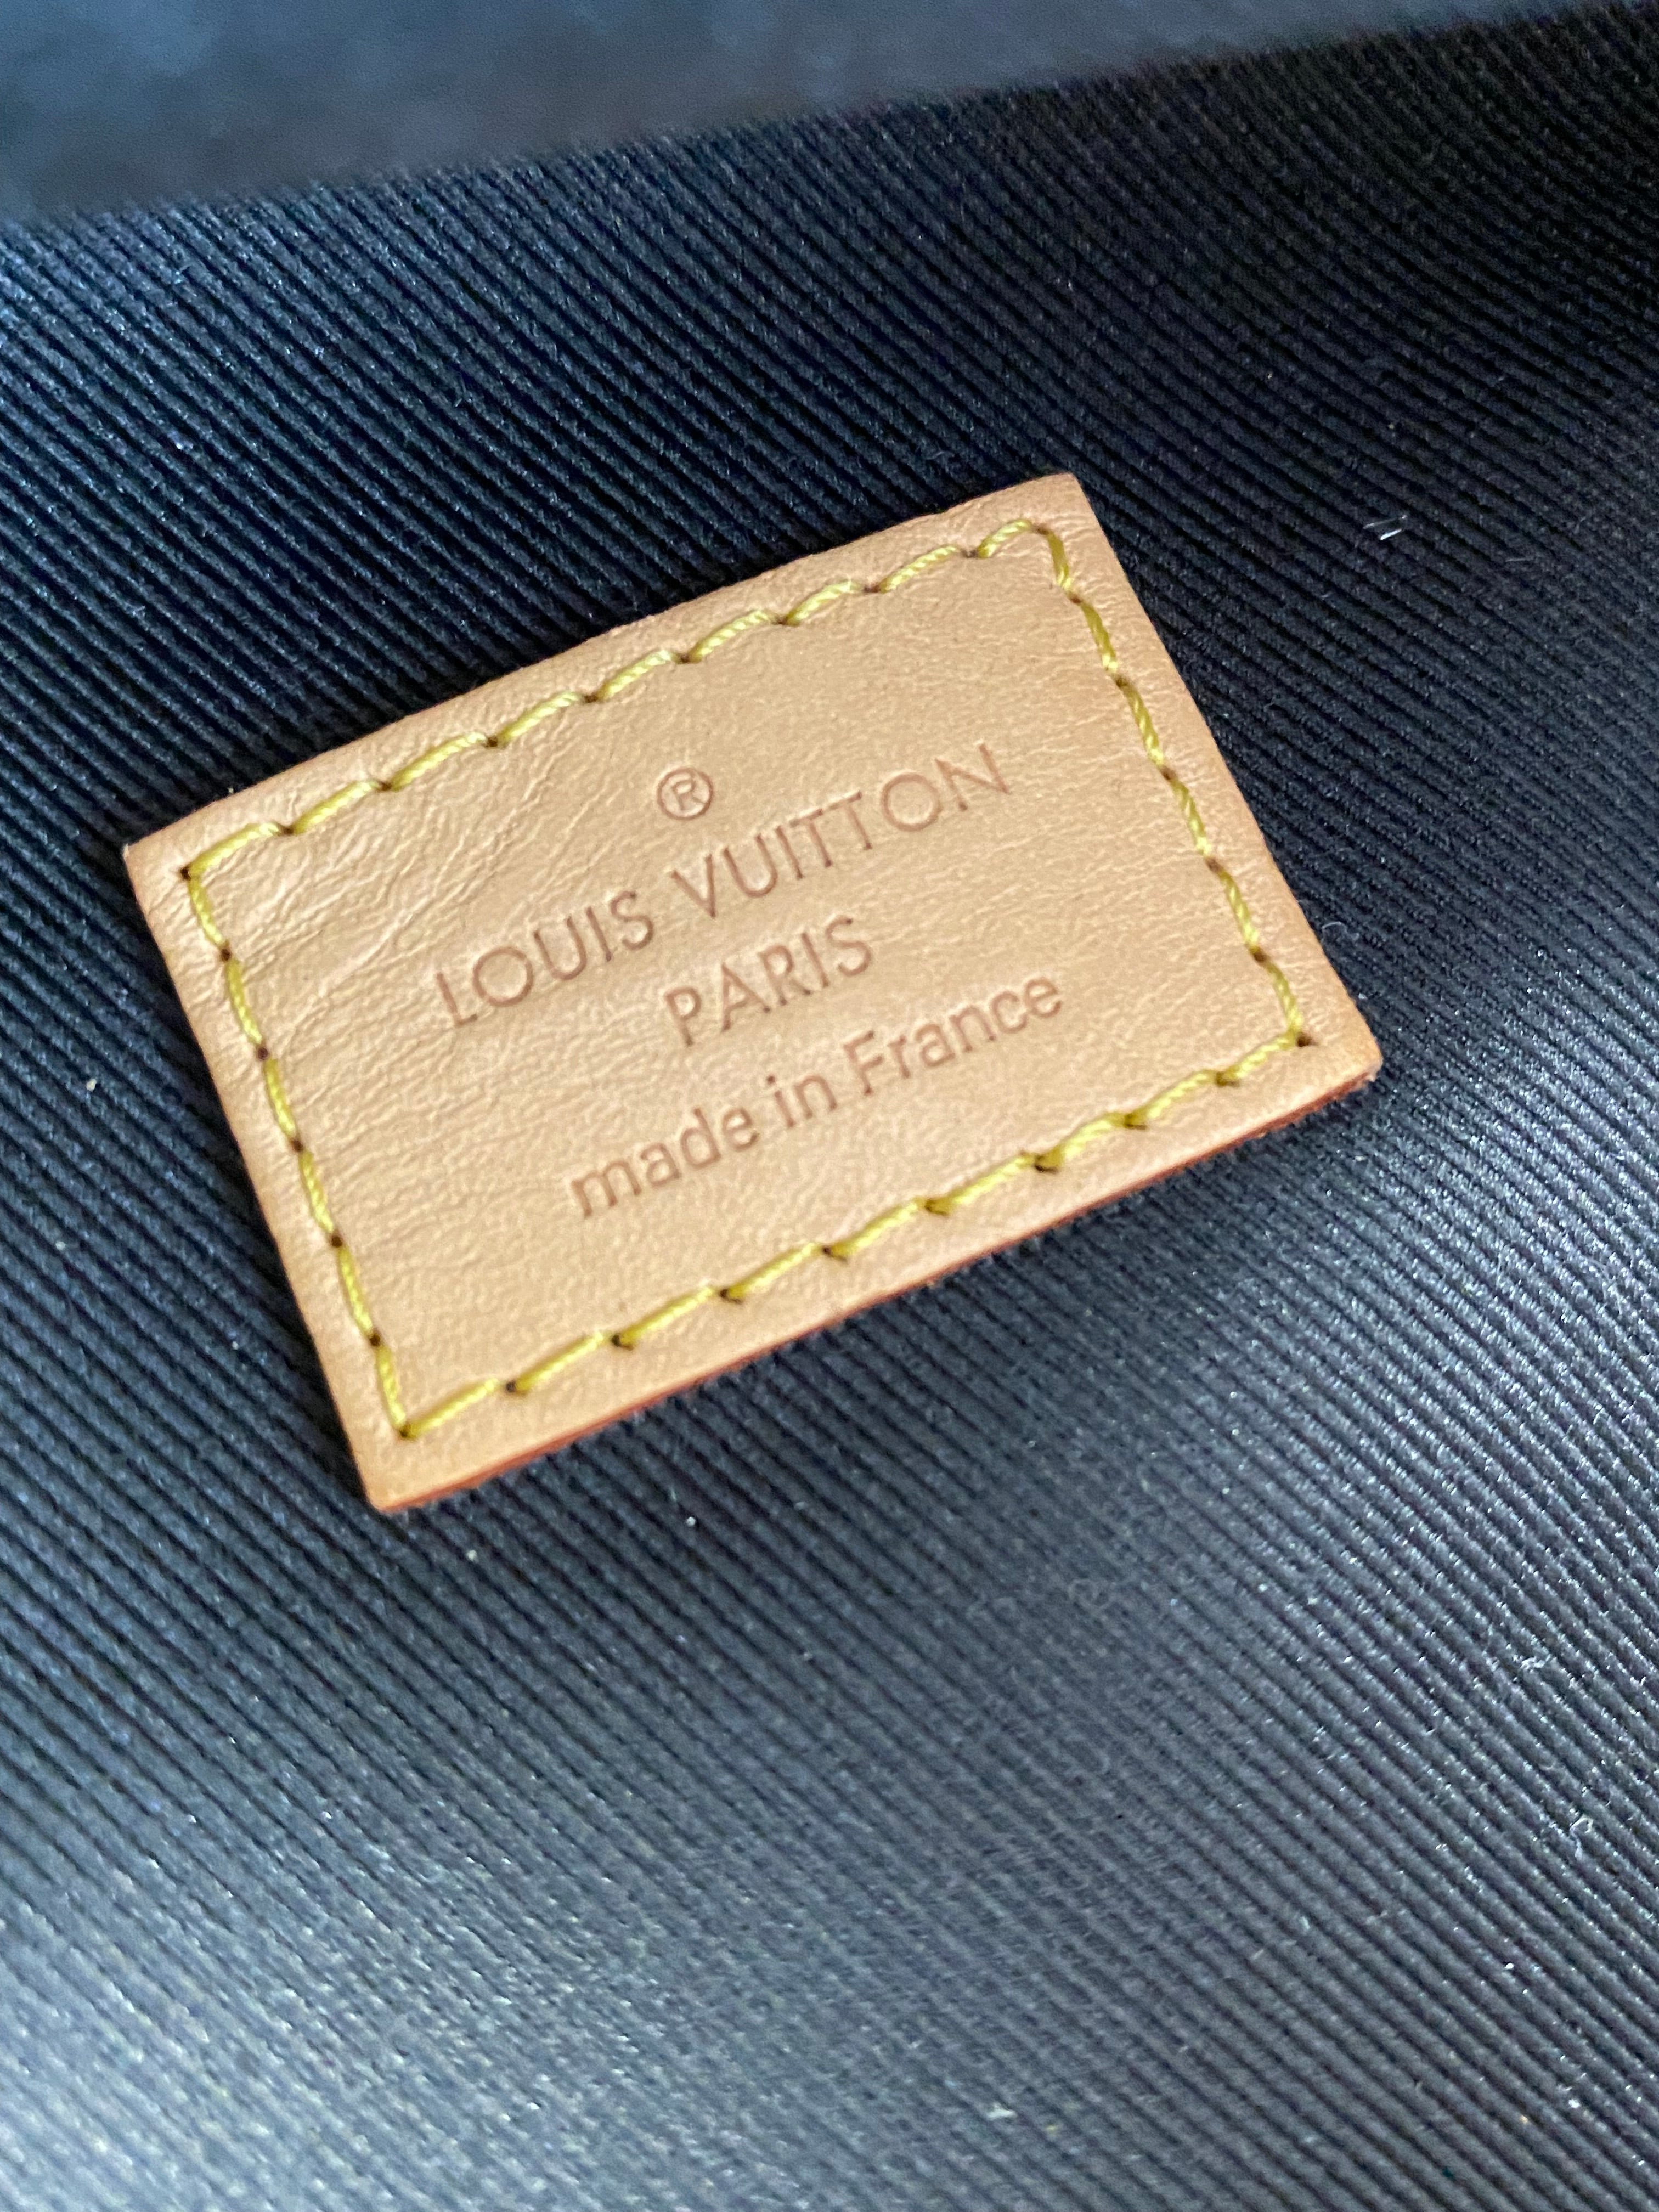 ®
LOUIS VUITTON
PARIS
made in France